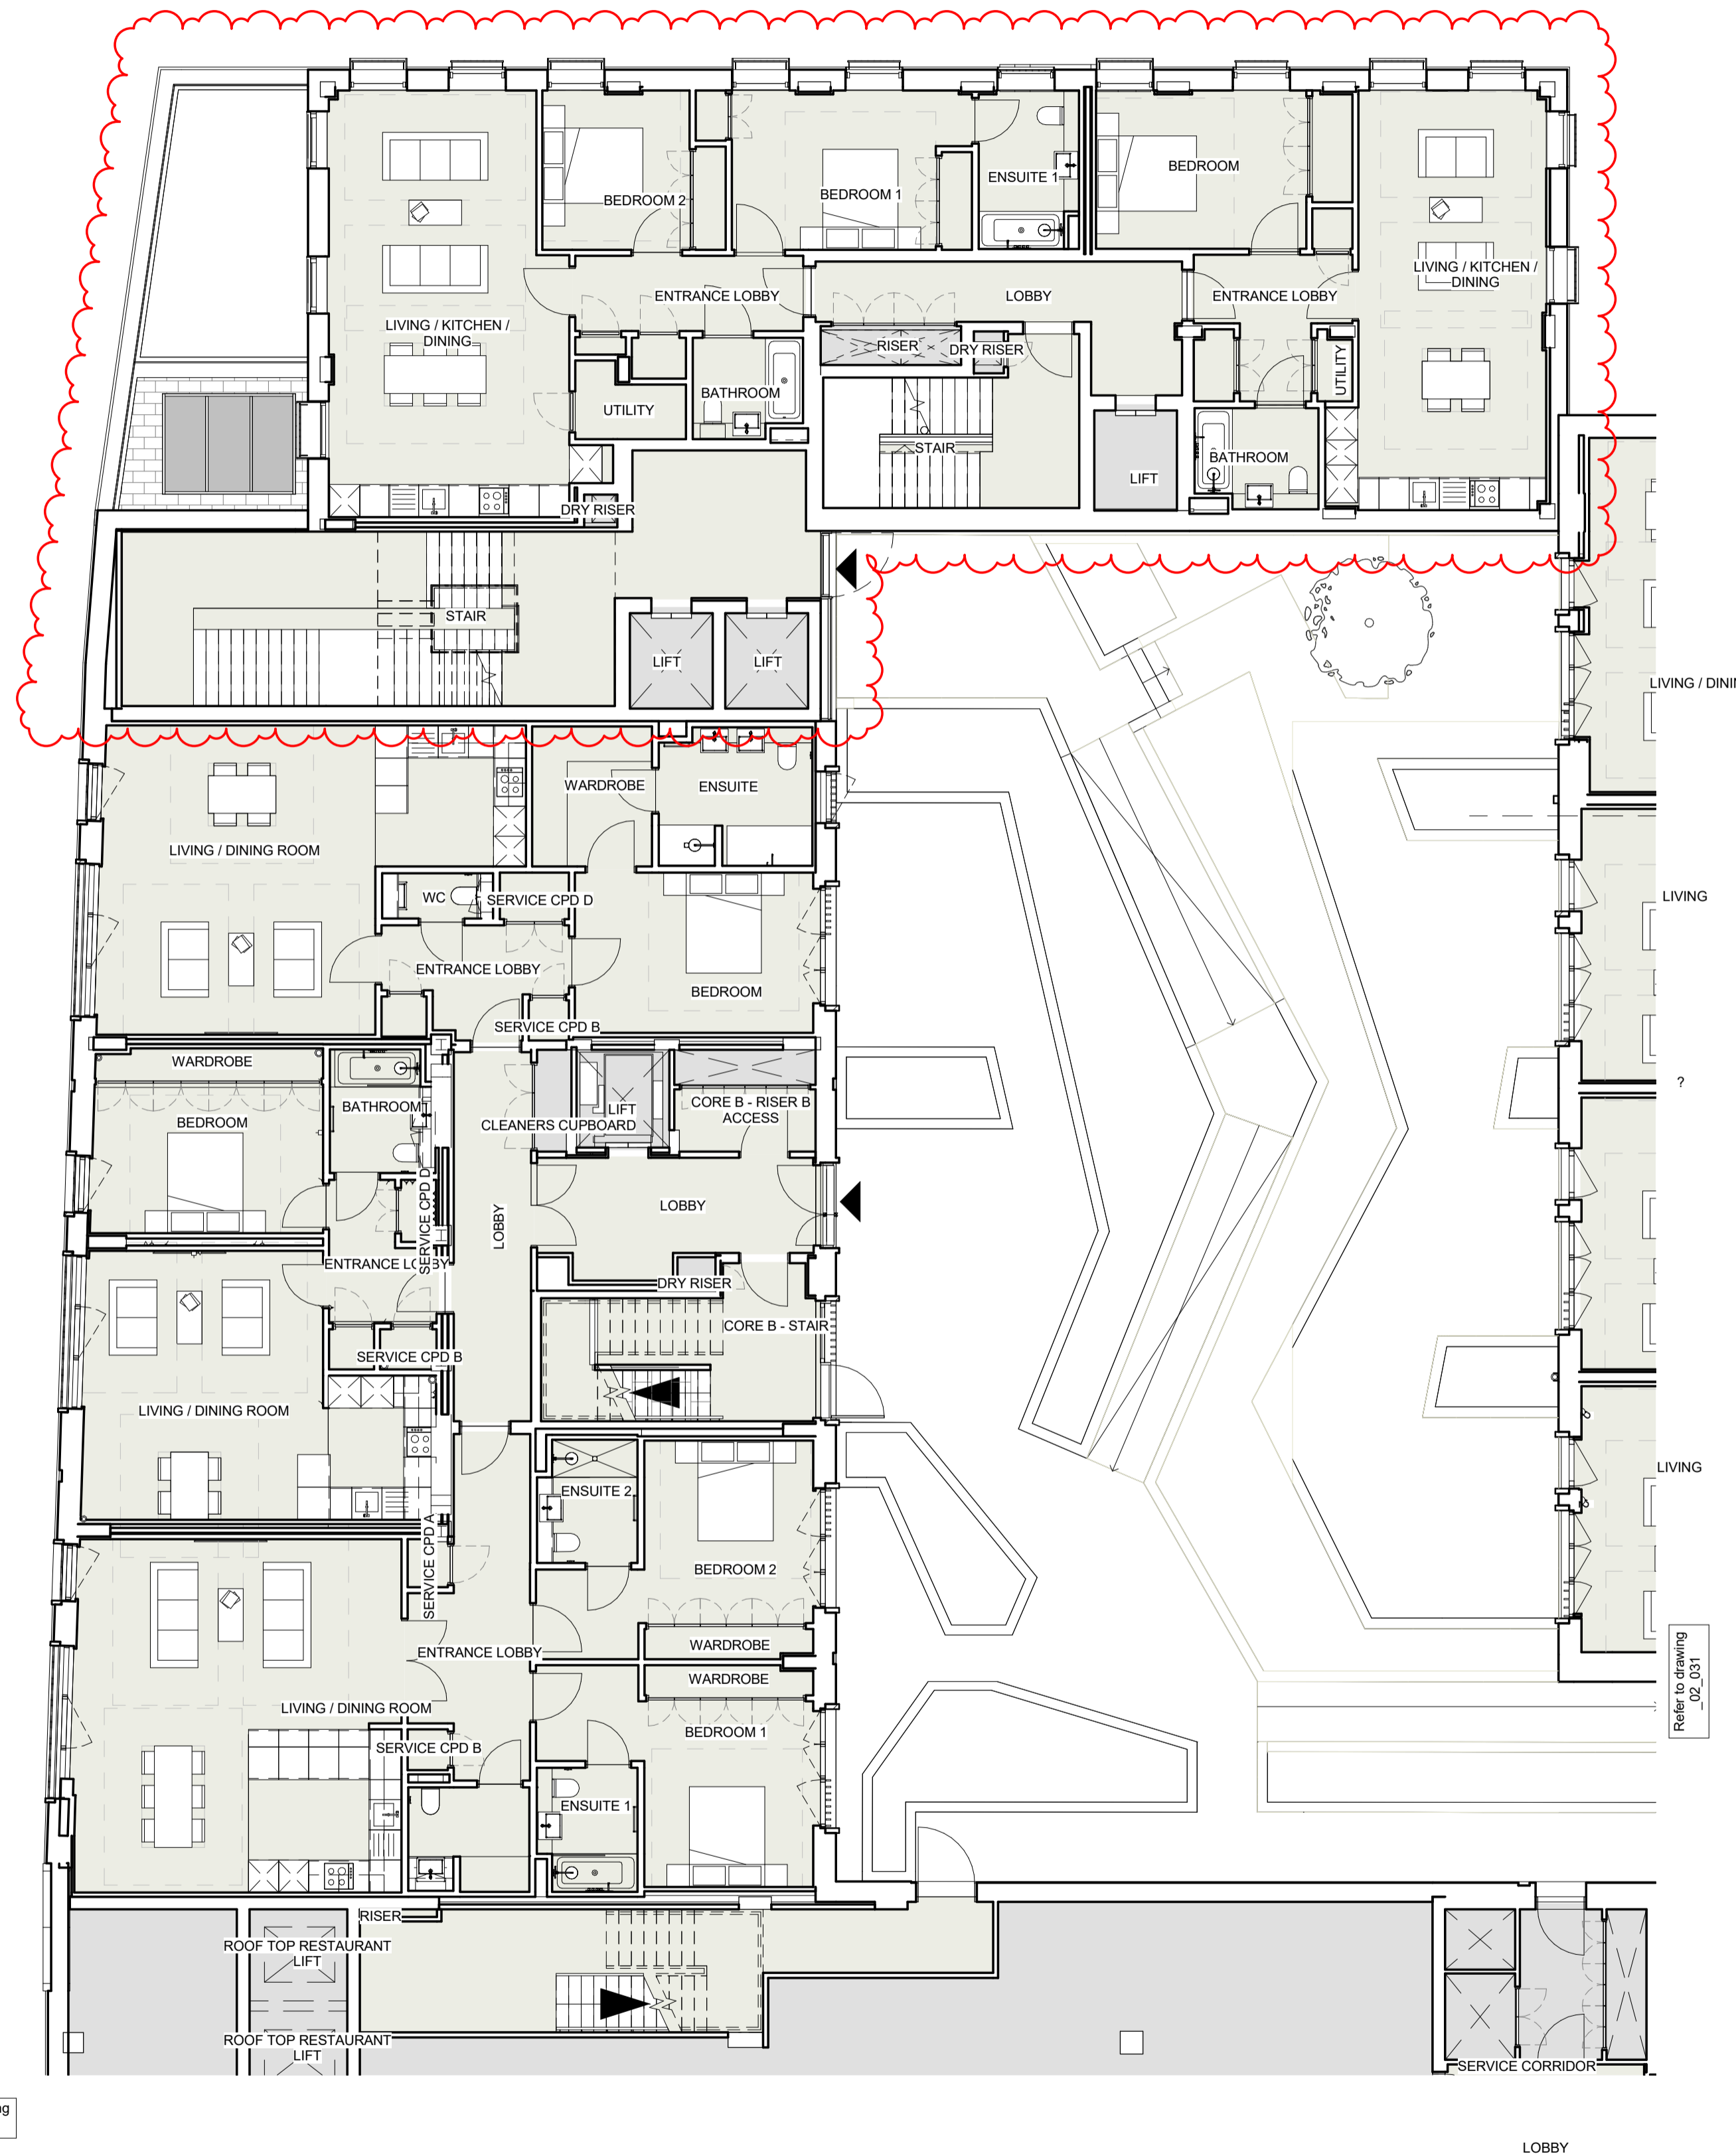 BEDROOM
ENSUITE 1
BEDROOM 1
BEDROOM 2
LIVING / KITCHEN /
DINING
ENTRANCE LOBBY
LOBBY
ENTRANCE LOBBY
LIVING / KITCHEN /
DINING
RISER
DRY RISER
UTILITY
BATHROOM
UTILITY
STAIR
BATHROOM
LIFT
DRY RISER
STAIR
LIFT
LIFT
WARDROBE
ENSUITE
LIVING / DINING ROOM
WC
SERVICE CPD D
LIVING
ENTRANCE LOBBY
BEDROOM
SERVICE CPD B
WARDROBE
?
BATHROOM
BEDROOM
LIFT
CLEANERS CUPBOARD
CORE B - RISER B
ACCESS
SERVICE CPD D
LOBBY
LOBBY
ENTRANCE LOBBY
DRY RISER
CORE B - STAIR
SERVICE CPD B
LIVING / DINING ROOM
LIVING
ENSUITE 2
SERVICE CPD A
BEDROOM 2
ENTRANCE LOBBY
WARDROBE
WARDROBE
LIVING / DINING ROOM
BEDROOM 1
SERVICE CPD B
Refer to drawing
_02_031
ENSUITE 1
RISER
ROOF TOP RESTAURANT
LIFT
ROOF TOP RESTAURANT
LIFT
SERVICE CORRIDOR
LOBBY